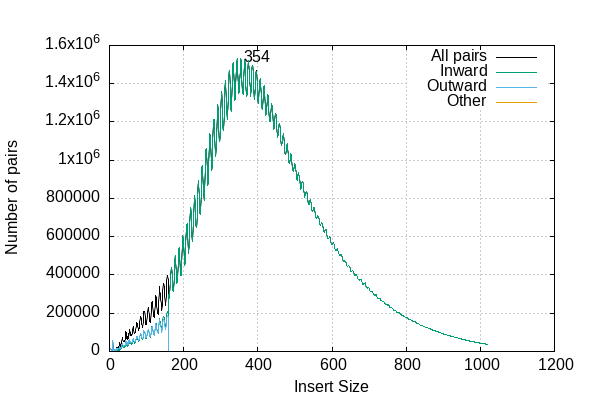 1.6x10^6
354
All pairs
1.4x10^6
Inward
Outward
1.2x10^6
Other
1x10^6
800000
600000
400000
200000
0
0 200 400 600 800 1000 1200
Number of pairs
Insert Size